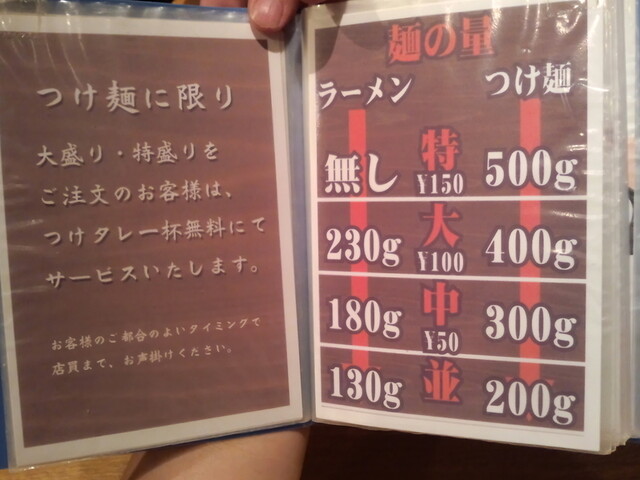 つけ麺に限り
大盛り・特盛りを
ご注文のお客様は、
つけタレ一杯無料にて
サービスいたします。
お客様のご都合のよいタイミングで
店員まで、お声掛けください。
麺の量
ラーメン つけ麺
無し 特 ¥150 500g
230g 大 ¥100 400g
180g 中 ¥50 300g
130g 並 200g